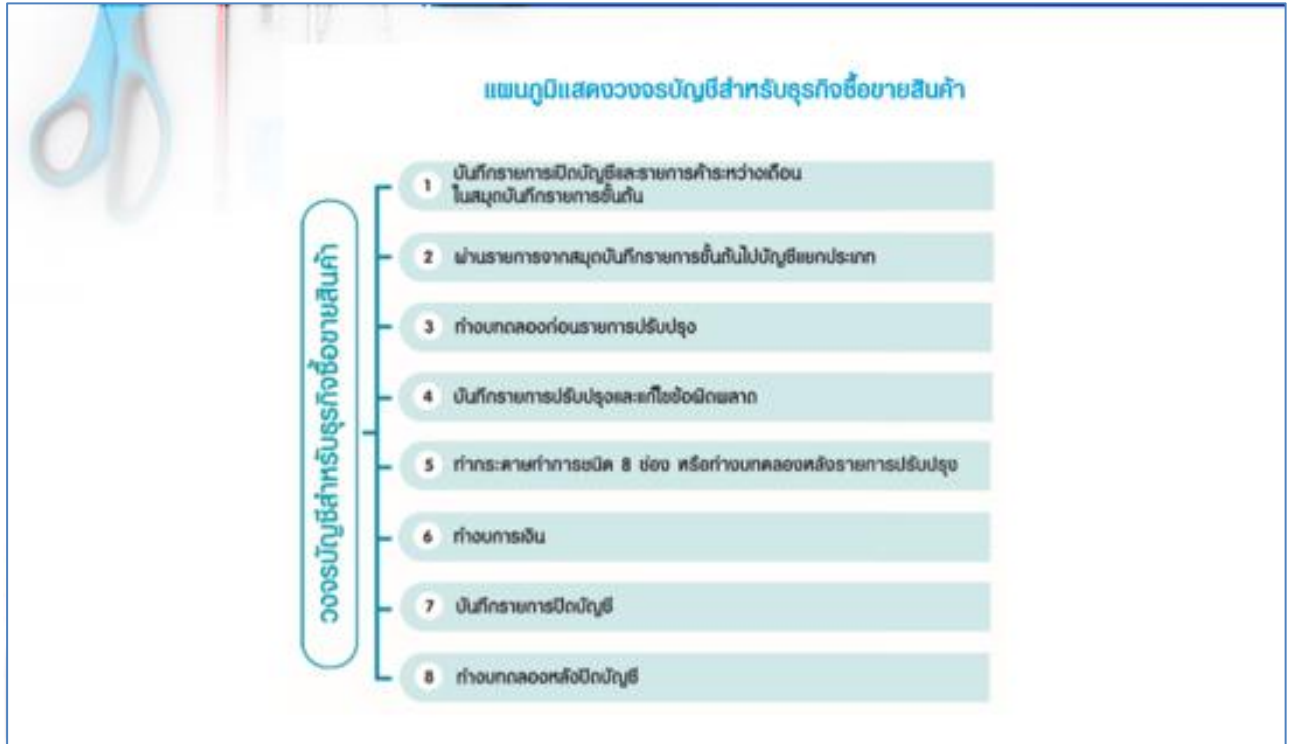 แผนภูมิแสดงวงจรบัญชีสำหรับธุรกิจซื้อขายสินค้า
วงจรบัญชีสำหรับธุรกิจซื้อขายสินค้า
1 บันทึกรายการเปิดบัญชีและรายการค้าระหว่างเดือน
ในสมุดบันทึกรายการขั้นต้น
2 ผ่านรายการจากสมุดบันทึกรายการขั้นต้นไปบัญชีแยกประเภท
3 ทำงบทดลองก่อนรายการปรับปรุง
4 บันทึกรายการปรับปรุงและแก้ไขข้อผิดพลาด
5 ทำกระดาษทำการชนิด 8 ช่อง หรือทำงบทดลองหลังรายการปรับปรุง
6 ทำงบการเงิน
7 บันทึกรายการปิดบัญชี
8 ทำงบทดลองหลังปิดบัญชี